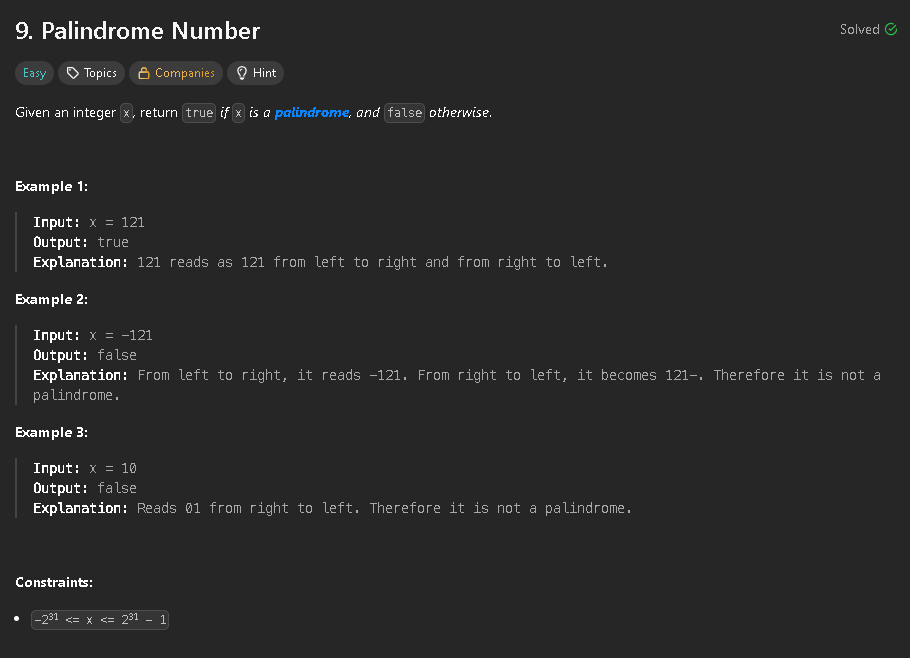 9. Palindrome Number
Solved
Easy Topics Companies Hint
Given an integer x, return true if x is a palindrome, and false otherwise.
Example 1:
Input: x = 121
Output: true
Explanation: 121 reads as 121 from left to right and from right to left.
Example 2:
Input: x = -121
Output: false
Explanation: From left to right, it reads -121. From right to left, it becomes 121-. Therefore it is not a
palindrome.
Example 3:
Input: x = 10
Output: false
Explanation: Reads 01 from right to left. Therefore it is not a palindrome.
Constraints:
• -2³¹ <= x <= 2³¹ - 1